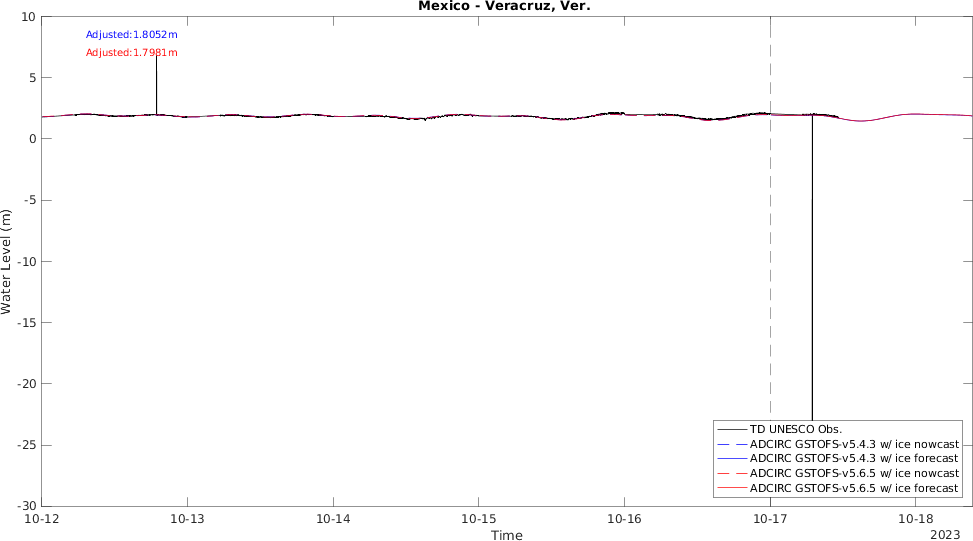 Mexico - Veracruz, Ver.
10
5
0
-5
-10
-15
-20
-25
-30
Water Level (m)
Adjusted:1.8052m
Adjusted:1.7981m
TD UNESCO Obs.
ADCIRC GSTOFS-v5.4.3 w/ ice nowcast
ADCIRC GSTOFS-v5.4.3 w/ ice forecast
ADCIRC GSTOFS-v5.6.5 w/ ice nowcast
ADCIRC GSTOFS-v5.6.5 w/ ice forecast
10-12 10-13 10-14 10-15 10-16 10-17 10-18
Time
2023